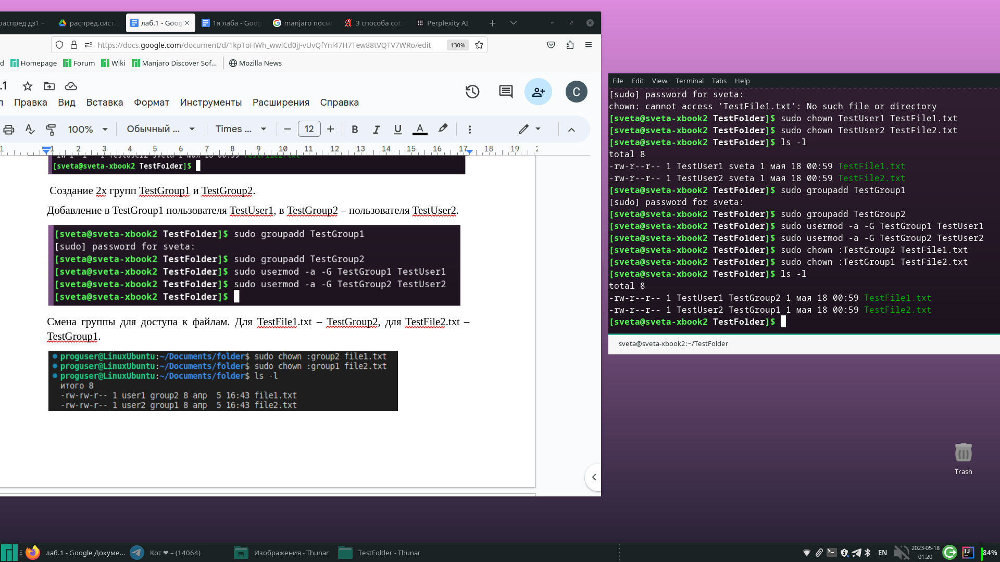 распред дз1 –
распред.сист.
лаб.1 - Goog
1я лаба - Goog
manjaro посмо
3 способа сост
Perplexity AI
https://docs.google.com/document/d/1kpToHWh_wwlCd0jJ-vUvQfYnl47H7Tew88tVQTV7WRo/edit
130%
d
Homepage
Forum
Wiki
Manjaro Discover Sof...
Mozilla News
.1
C
л Правка Вид Вставка Формат Инструменты Расширения Справка
100% Обычный ... Times ... − 12 + B I U A
1 1 2 3 4 5 6 7 8 9 10 11 12 13 14 15 16 17 18 19
-rw-r--r-- 1 TestUser2 sveta 1 мая 18 00:59 TestFile2.txt
[sveta@sveta-xbook2 TestFolder]$
Создание 2х групп TestGroup1 и TestGroup2.
Добавление в TestGroup1 пользователя TestUser1, в TestGroup2 – пользователя TestUser2.
[sveta@sveta-xbook2 TestFolder]$ sudo groupadd TestGroup1
[sudo] password for sveta:
[sveta@sveta-xbook2 TestFolder]$ sudo groupadd TestGroup2
[sveta@sveta-xbook2 TestFolder]$ sudo usermod -a -G TestGroup1 TestUser1
[sveta@sveta-xbook2 TestFolder]$ sudo usermod -a -G TestGroup2 TestUser2
[sveta@sveta-xbook2 TestFolder]$
Смена группы для доступа к файлам. Для TestFile1.txt – TestGroup2, для TestFile2.txt –
TestGroup1.
proguser@LinuxUbuntu:~/Documents/folder$ sudo chown :group2 file1.txt
proguser@LinuxUbuntu:~/Documents/folder$ sudo chown :group1 file2.txt
proguser@LinuxUbuntu:~/Documents/folder$ ls -l
итого 8
-rw-rw-r-- 1 user1 group2 8 апр  5 16:43 file1.txt
-rw-rw-r-- 1 user2 group1 8 апр  5 16:43 file2.txt
File Edit View Terminal Tabs Help
[sudo] password for sveta:
chown: cannot access 'TestFile1.txt': No such file or directory
[sveta@sveta-xbook2 TestFolder]$ sudo chown TestUser1 TestFile1.txt
[sveta@sveta-xbook2 TestFolder]$ sudo chown TestUser2 TestFile2.txt
[sveta@sveta-xbook2 TestFolder]$ ls -l
total 8
-rw-r--r-- 1 TestUser1 sveta 1 мая 18 00:59 TestFile1.txt
-rw-r--r-- 1 TestUser2 sveta 1 мая 18 00:59 TestFile2.txt
[sveta@sveta-xbook2 TestFolder]$ sudo groupadd TestGroup1
[sudo] password for sveta:
[sveta@sveta-xbook2 TestFolder]$ sudo groupadd TestGroup2
[sveta@sveta-xbook2 TestFolder]$ sudo usermod -a -G TestGroup1 TestUser1
[sveta@sveta-xbook2 TestFolder]$ sudo usermod -a -G TestGroup2 TestUser2
[sveta@sveta-xbook2 TestFolder]$ sudo chown :TestGroup2 TestFile1.txt
[sveta@sveta-xbook2 TestFolder]$ sudo chown :TestGroup1 TestFile2.txt
[sveta@sveta-xbook2 TestFolder]$ ls -l
total 8
-rw-r--r-- 1 TestUser1 TestGroup2 1 мая 18 00:59 TestFile1.txt
-rw-r--r-- 1 TestUser2 TestGroup1 1 мая 18 00:59 TestFile2.txt
[sveta@sveta-xbook2 TestFolder]$
sveta@sveta-xbook2:~/TestFolder
Trash
лаб.1 - Google Докуме...
Кот ❤ – (14064)
Изображения - Thunar
TestFolder - Thunar
EN
2023-05-18
01:20
IJ
84%